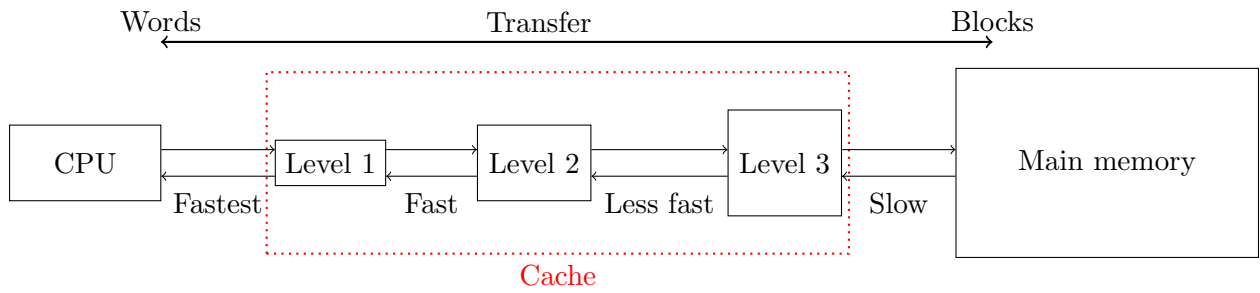 Words Transfer Blocks
CPU Level 1 Level 2 Level 3 Main memory
Fastest Fast Less fast Slow
Cache